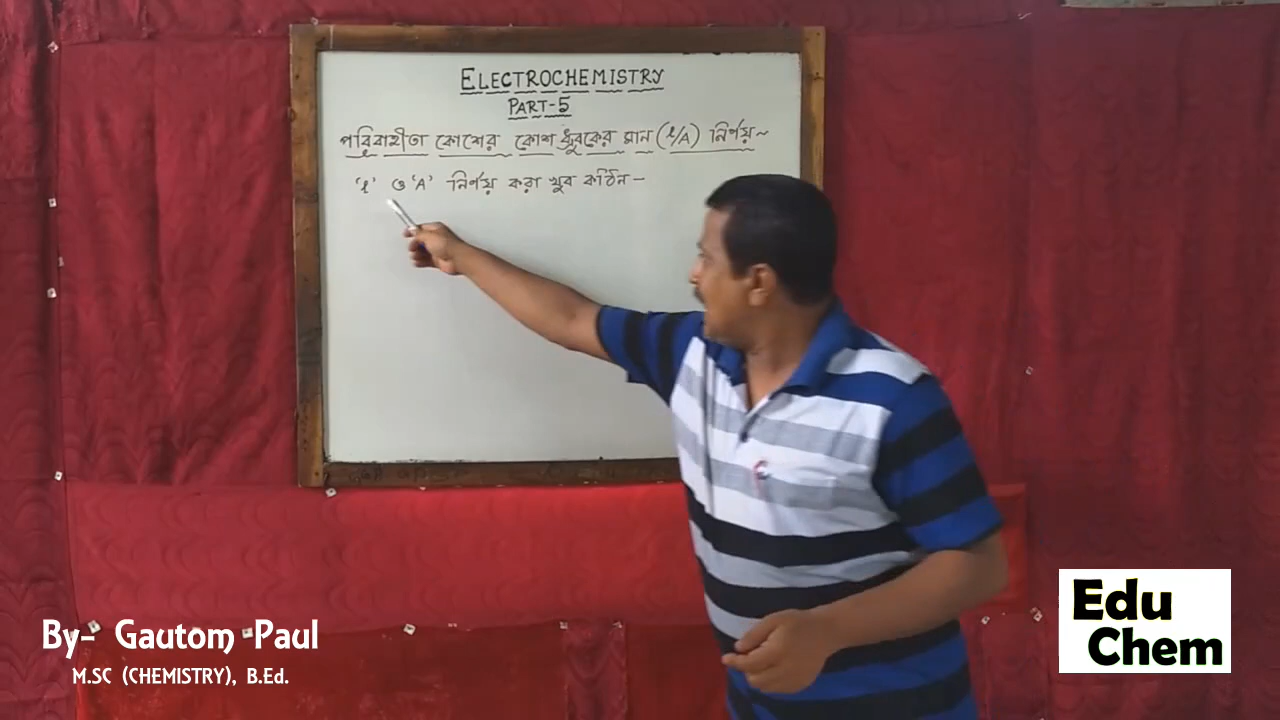 ELECTROCHEMISTRY
PART-5
পরিবাহীতা কোশের কোশ ধ্রুবকের মান (l/A) নির্ণয়~
'l' ও 'A' নির্ণয় করা খুব কঠিন-
By- Gautom Paul
M.SC (CHEMISTRY), B.Ed.
Edu
Chem